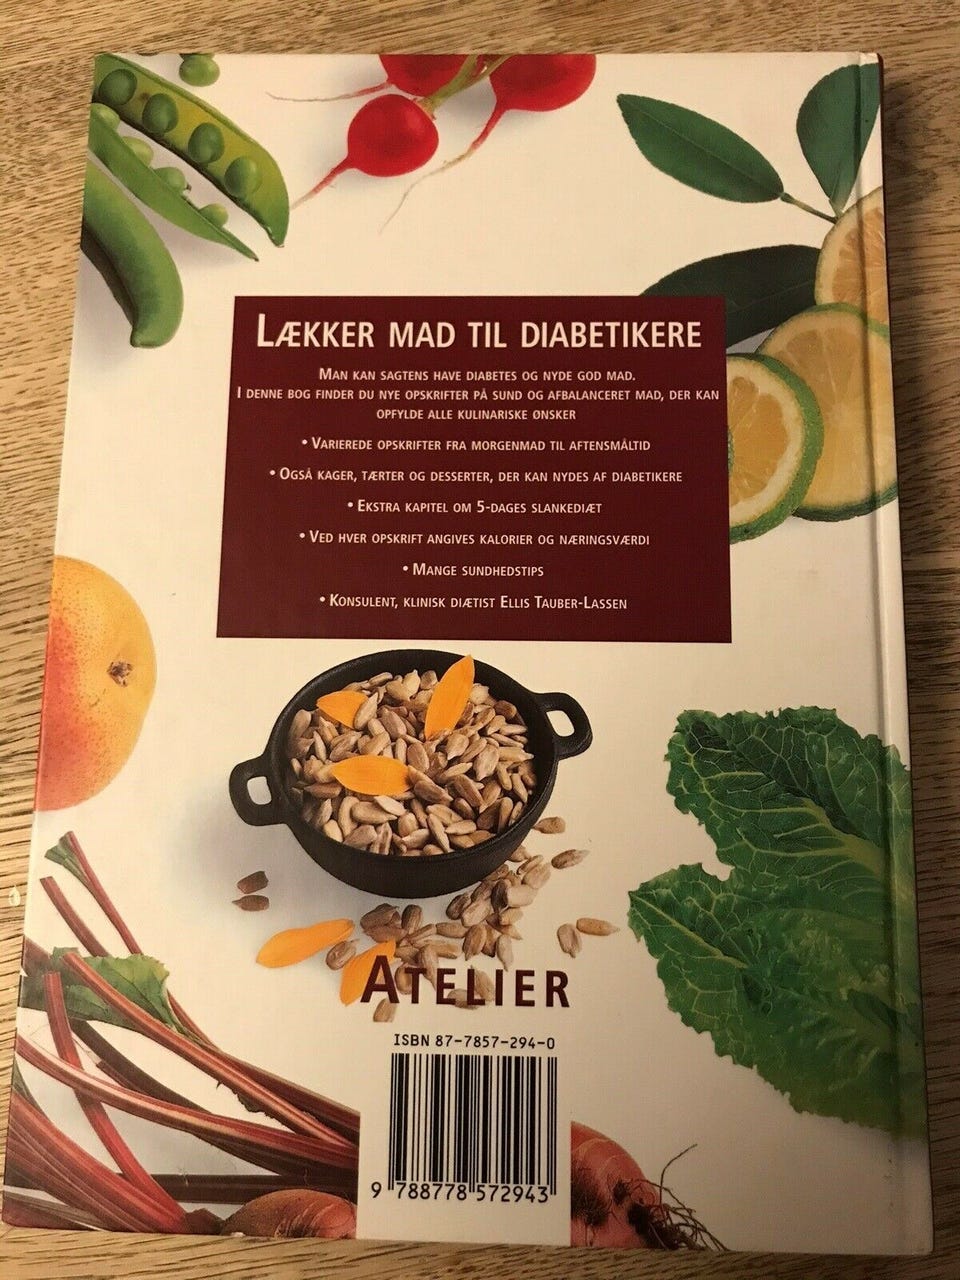 LÆKKER MAD TIL DIABETIKERE
MAN KAN SAGTENS HAVE DIABETES OG NYDE GOD MAD.
I DENNE BOG FINDER DU NYE OPSKRIFTER PÅ SUND OG AFBALANCERET MAD, DER KAN
OPFYLDE ALLE KULINARISKE ØNSKER
• VARIEREDE OPSKRIFTER FRA MORGENMAD TIL AFTENSMÅLTID
• OGSÅ KAGER, TÆRTER OG DESSERTER, DER KAN NYDES AF DIABETIKERE
• EKSTRA KAPITEL OM 5-DAGES SLANKEDIÆT
• VED HVER OPSKRIFT ANGIVES KALORIER OG NÆRINGSVÆRDI
• MANGE SUNDHEDSTIPS
• KONSULENT, KLINISK DIÆTIST ELLIS TAUBER-LASSEN
ATELIER
ISBN 87-7857-294-0
9 788778 572943